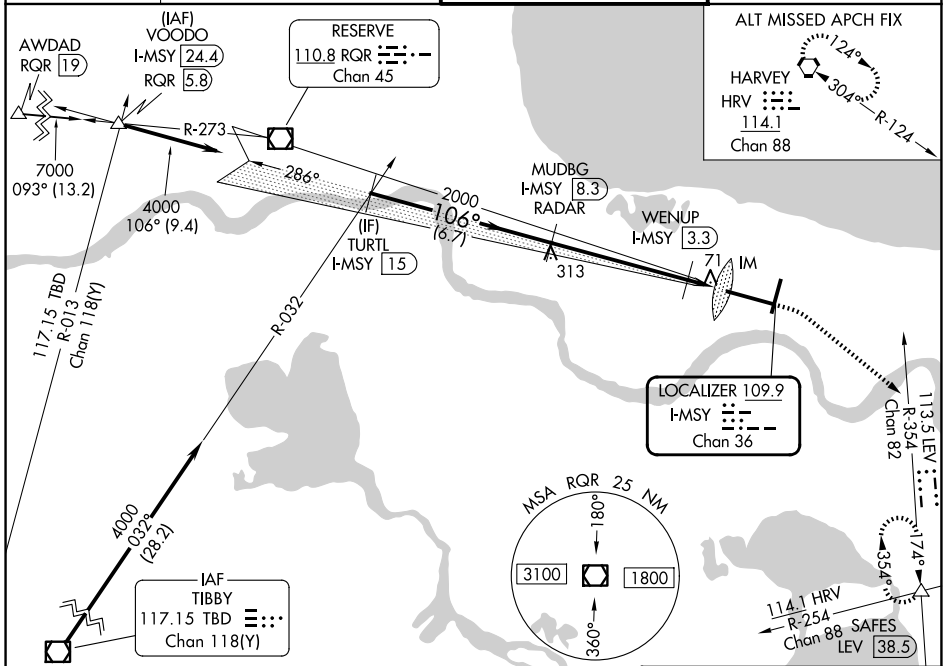 AWDAD
RQR 19
(IAF)
VOODO
I-MSY 24.4
RQR 5.8
RESERVE
110.8 RQR
Chan 45
ALT MISSED APCH FIX
HARVEY
HRV
114.1
Chan 88
124°
304°
R-124
R-273
7000
093° (13.2)
4000
106° (9.4)
286°
2000
106°
(6.7)
(IF)
TURTL
I-MSY 15
MUDBG
I-MSY 8.3
RADAR
313
WENUP
I-MSY 3.3
71
IM
117.15 TBD
R-013
Chan 118(Y)
R-032
LOCALIZER 109.9
I-MSY
Chan 36
113.5 LEV
R-354
Chan 82
4000
032°
(28.2)
IAF
TIBBY
117.15 TBD
Chan 118(Y)
MSA RQR 25 NM
180°
3100
1800
360°
354°
174°
114.1 HRV
R-254
Chan 88
SAFES
LEV 38.5